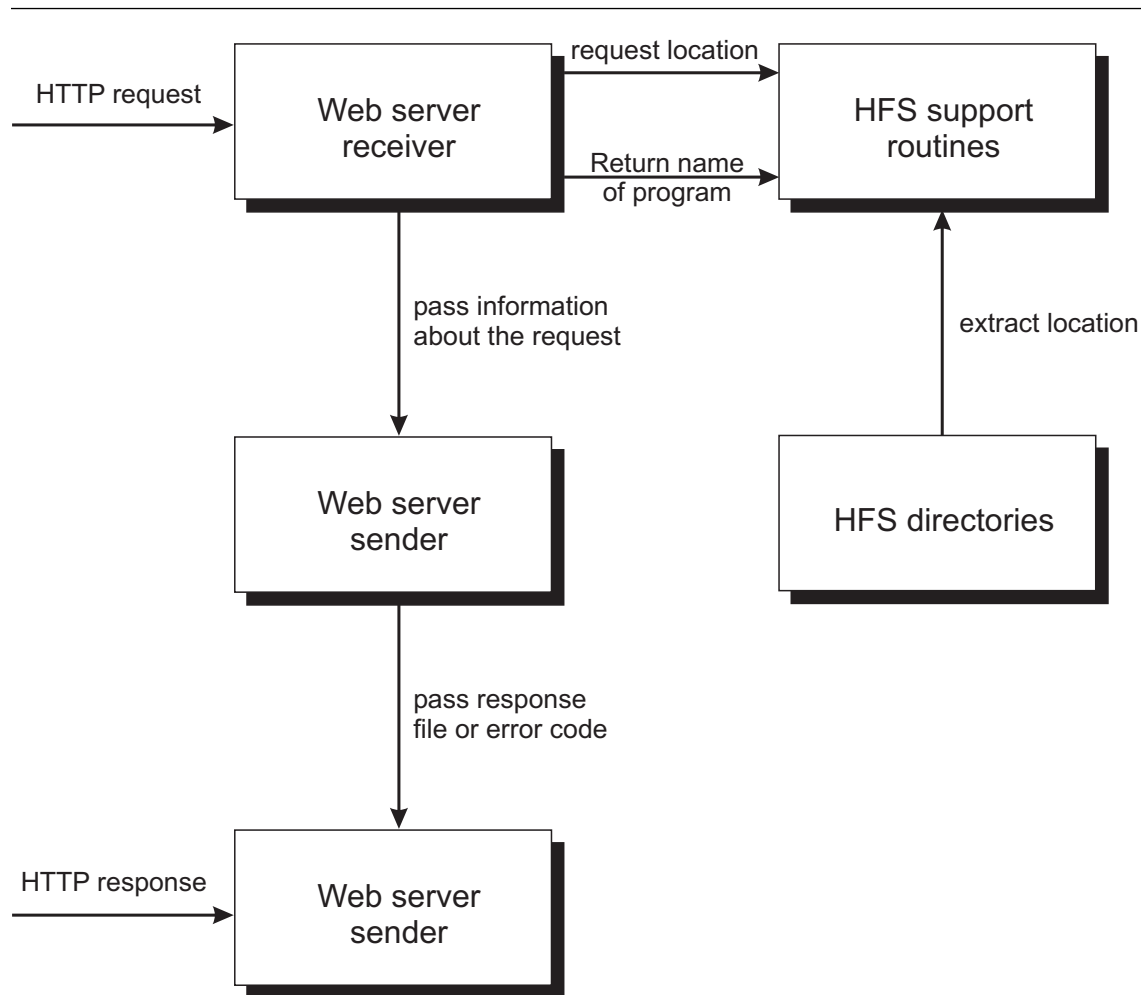 request location
HTTP request
Web server
receiver
HFS support
routines
Return name
of program
pass information
about the request
extract location
Web server
sender
HFS directories
pass response
file or error code
HTTP response
Web server
sender